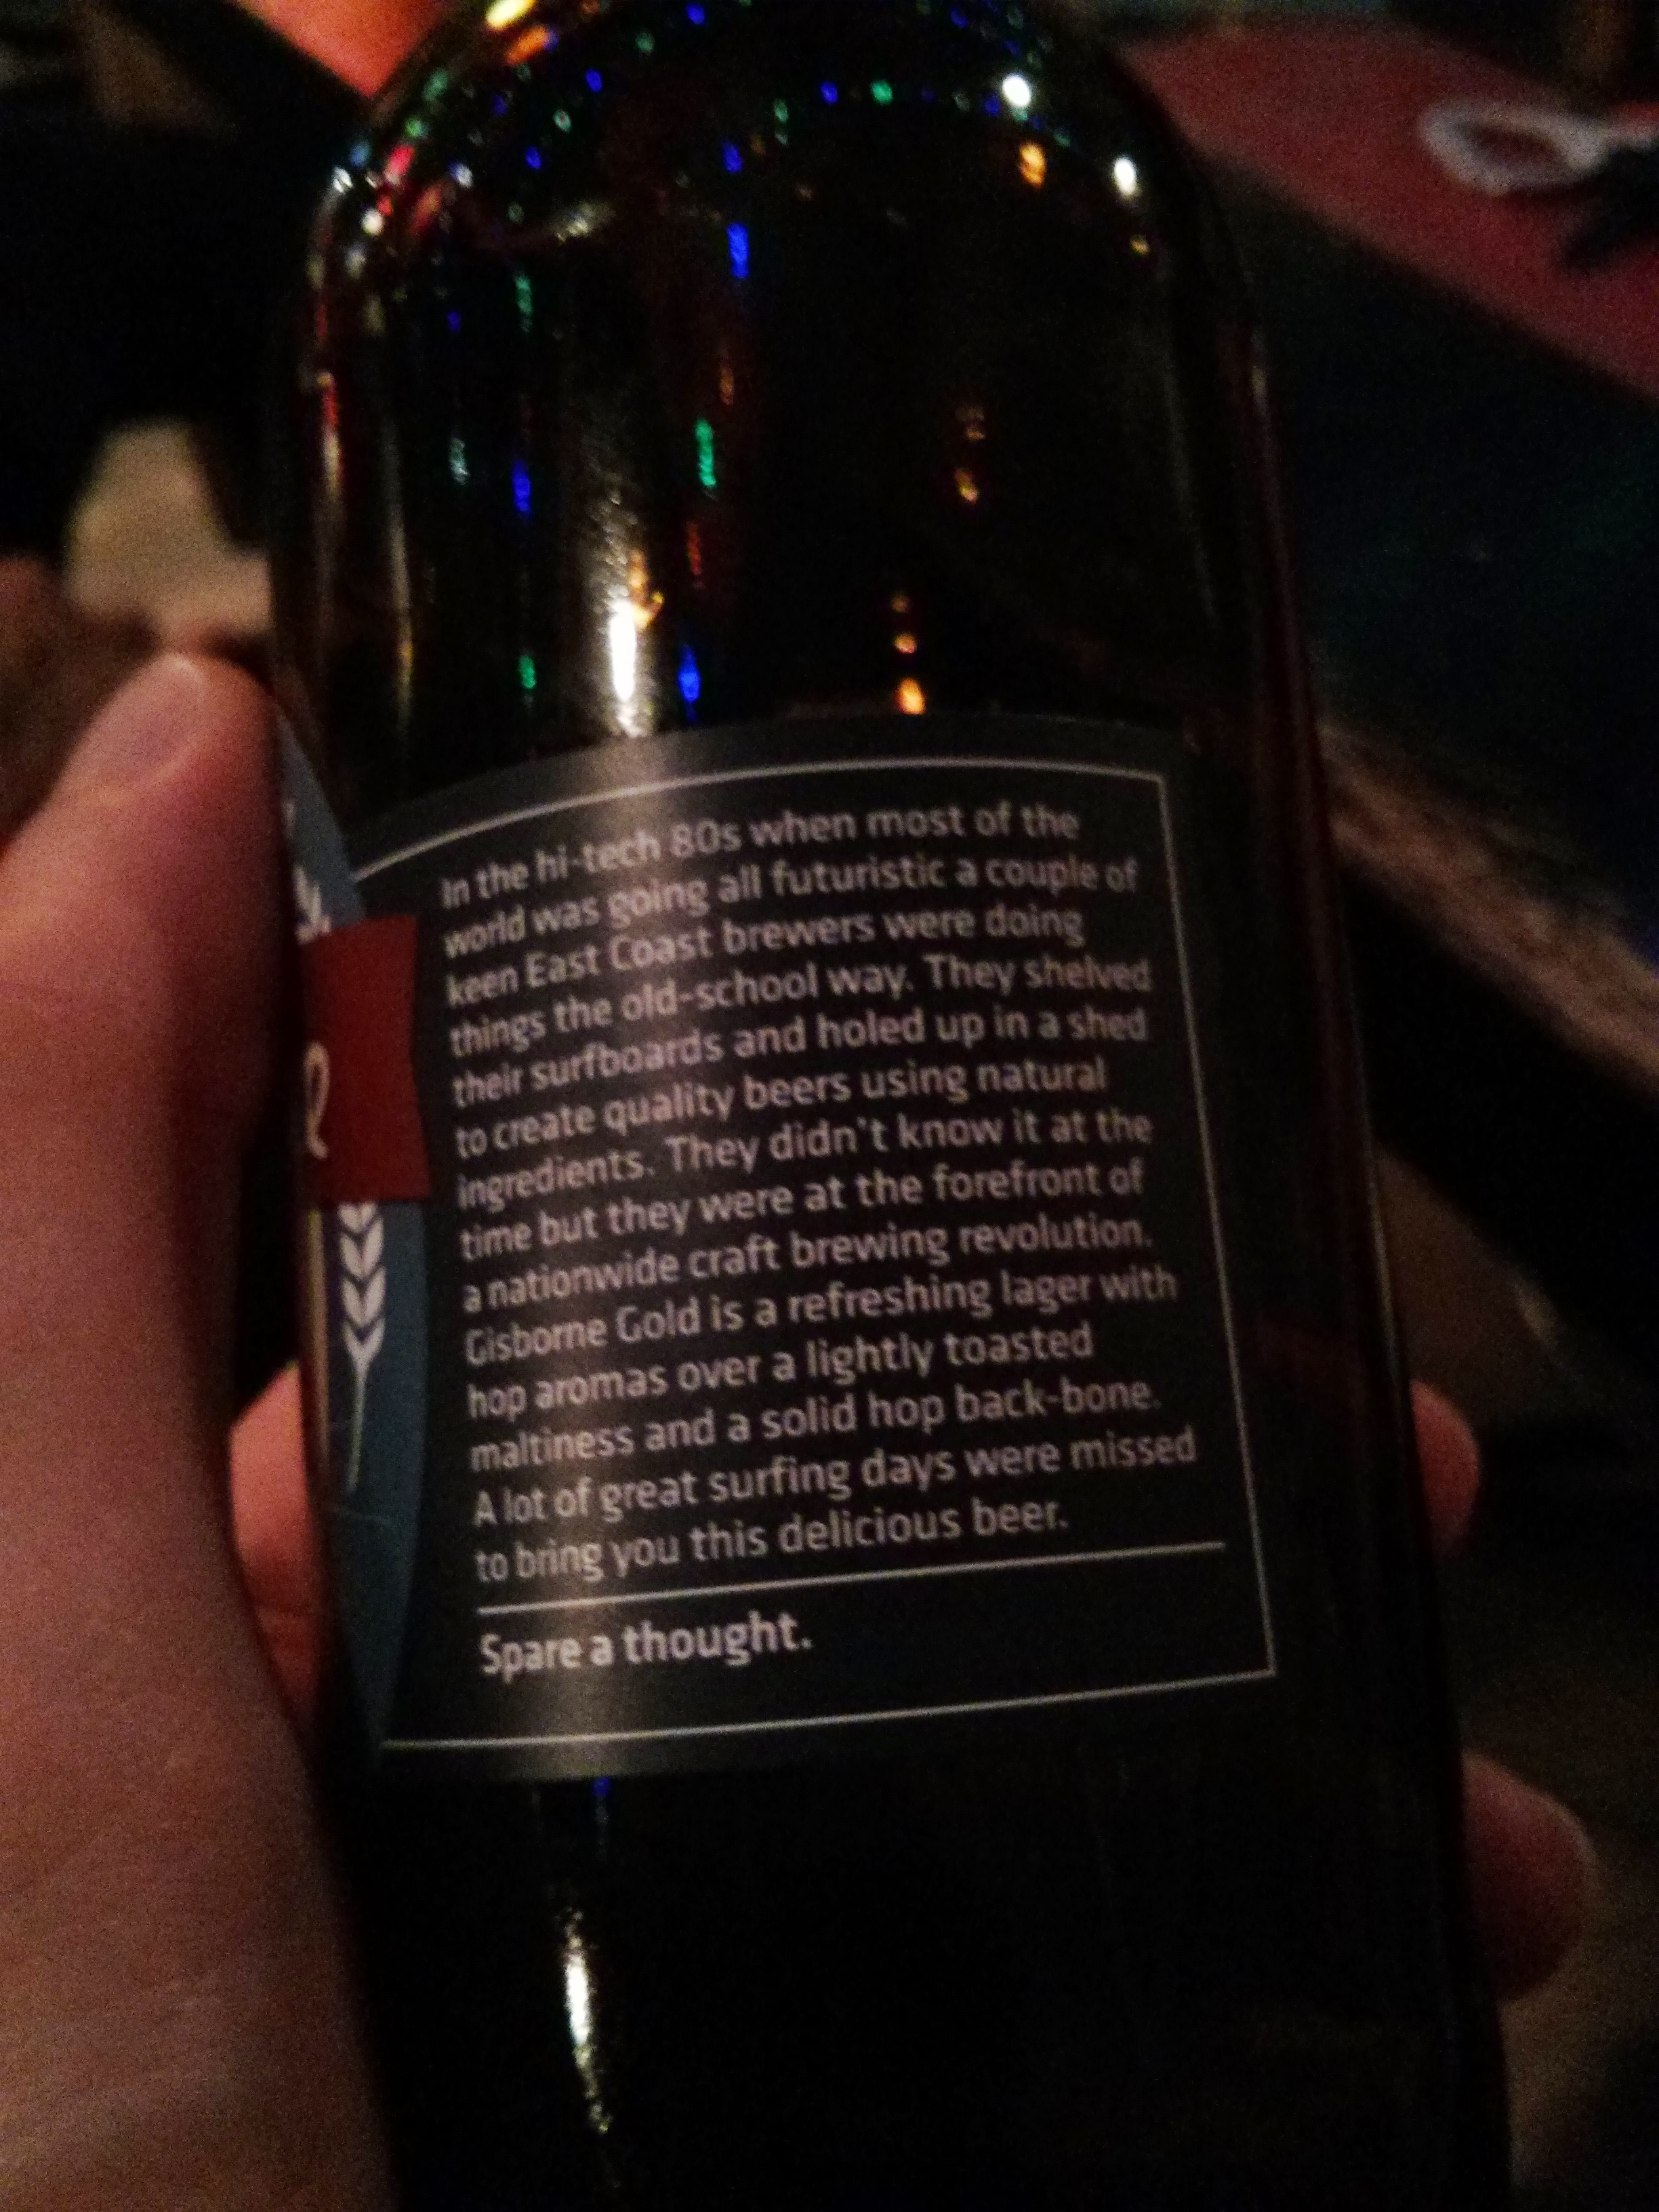 In the hi-tech 80s when most of the
world was going all futuristic a couple of
keen East Coast brewers were doing
things the old-school way. They shelved
their surfboards and holed up in a shed
to create quality beers using natural
ingredients. They didn't know it at the
time but they were at the forefront of
a nationwide craft brewing revolution.
Gisborne Gold is a refreshing lager with
hop aromas over a lightly toasted
maltiness and a solid hop back-bone.
A lot of great surfing days were missed
to bring you this delicious beer.
Spare a thought.